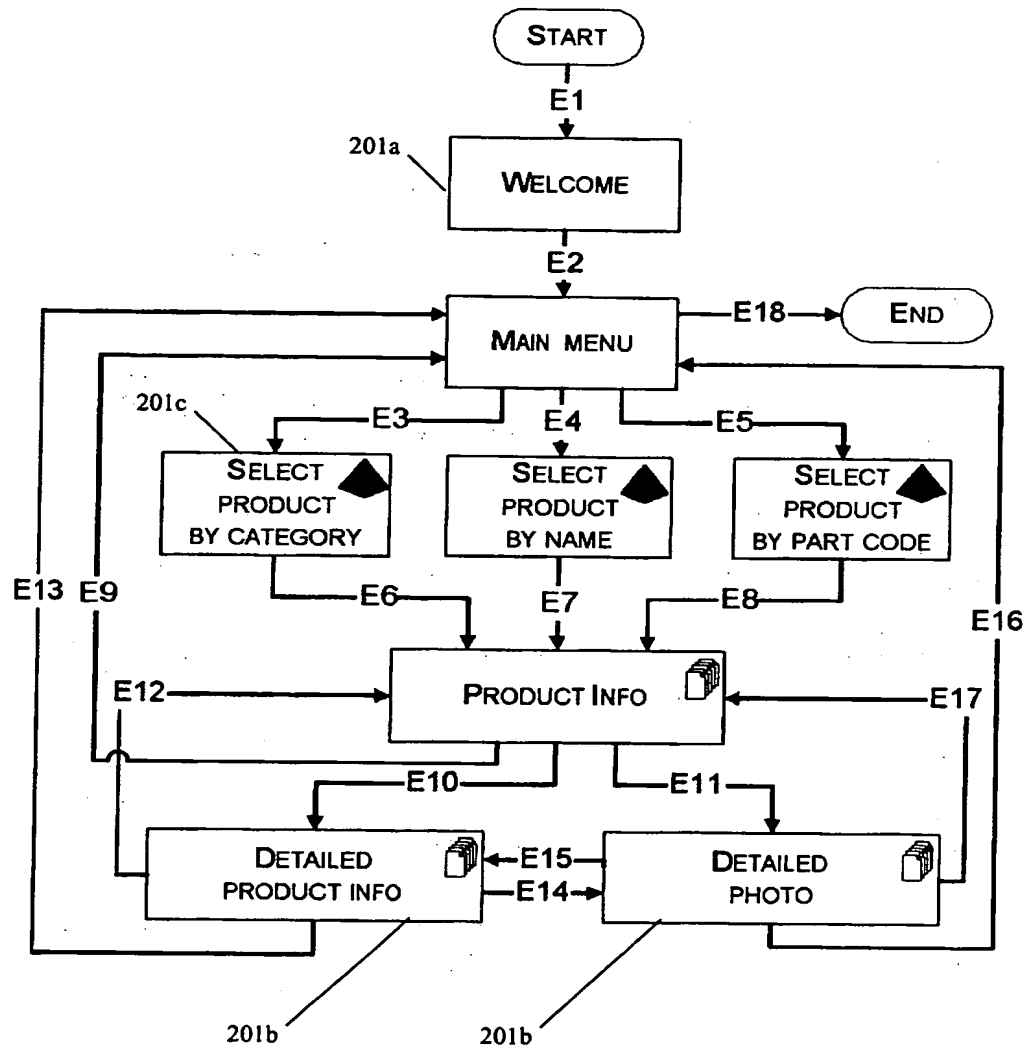 START
E1
201a
WELCOME
E2
MAIN MENU
E18
END
201c
E3
E4
E5
SELECT
PRODUCT
BY CATEGORY
SELECT
PRODUCT
BY NAME
SELECT
PRODUCT
BY PART CODE
E13
E9
E6
E7
E8
E16
E12
PRODUCT INFO
E17
E10
E11
DETAILED
PRODUCT INFO
E15
E14
DETAILED
PHOTO
201b
201b